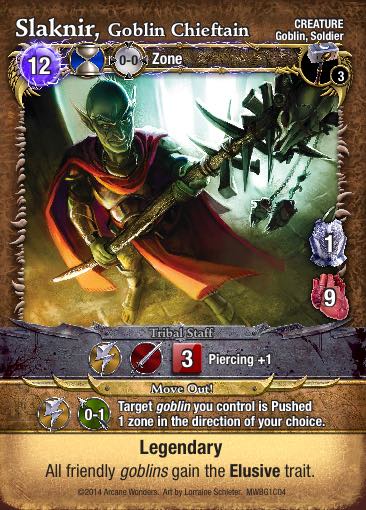 Slaknir, Goblin Chieftain
CREATURE
Goblin, Soldier
12
0-0 Zone
3
1
9
Tribal Staff
3 Piercing +1
Move Out!
0-1
Target goblin you control is Pushed
1 zone in the direction of your choice.
Legendary
All friendly goblins gain the Elusive trait.
©2014 Arcane Wonders. Art by Lorraine Schleter. MWBG1C04